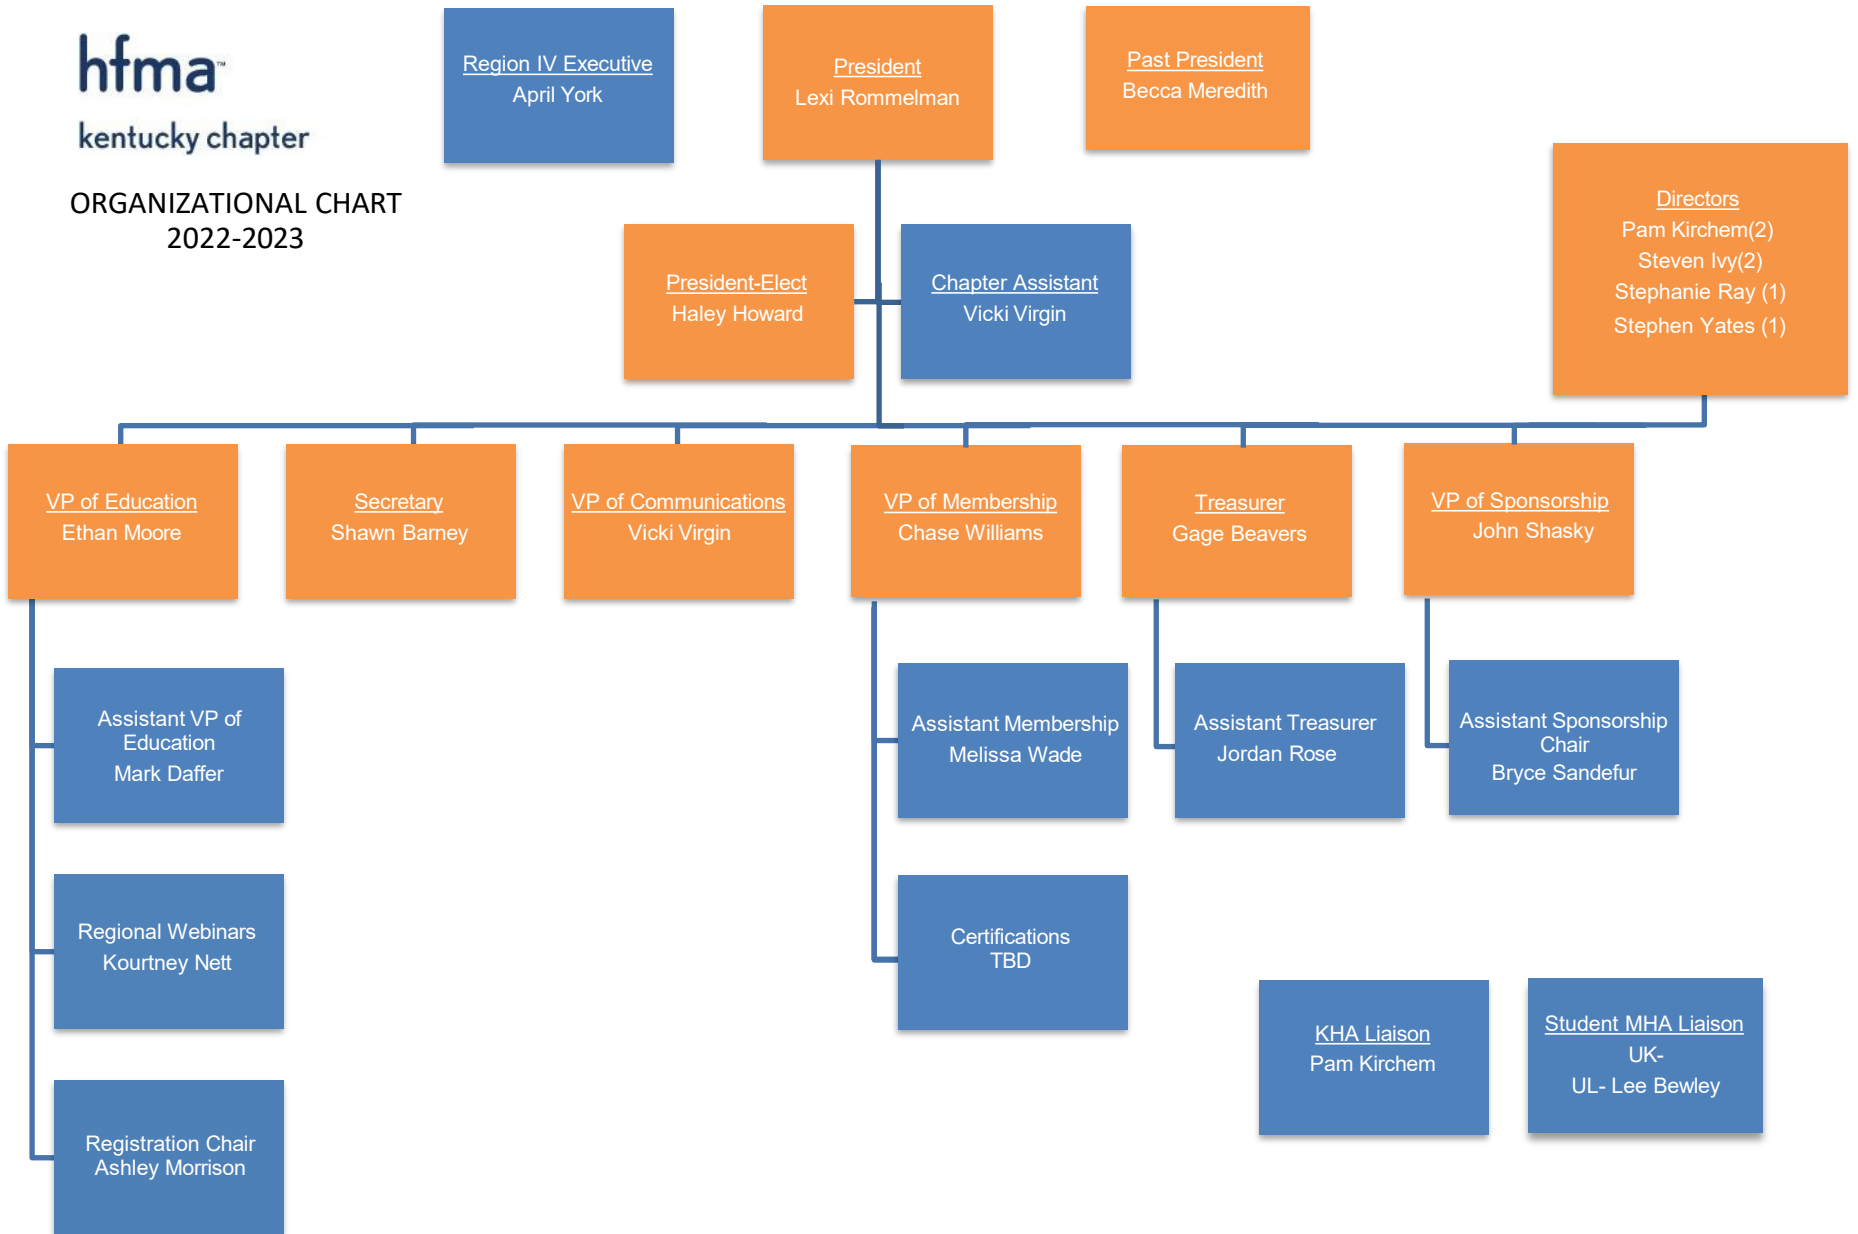 hfma™
kentucky chapter
ORGANIZATIONAL CHART
2022-2023
Region IV Executive
April York
President
Lexi Rommelman
Past President
Becca Meredith
Directors
Pam Kirchem(2)
Steven Ivy(2)
Stephanie Ray (1)
Stephen Yates (1)
President-Elect
Haley Howard
Chapter Assistant
Vicki Virgin
VP of Education
Ethan Moore
Secretary
Shawn Barney
VP of Communications
Vicki Virgin
VP of Membership
Chase Williams
Treasurer
Gage Beavers
VP of Sponsorship
John Shasky
Assistant VP of
Education
Mark Daffer
Assistant Membership
Melissa Wade
Assistant Treasurer
Jordan Rose
Assistant Sponsorship
Chair
Bryce Sandefur
Regional Webinars
Kourtney Nett
Certifications
TBD
KHA Liaison
Pam Kirchem
Student MHA Liaison
UK-
UL- Lee Bewley
Registration Chair
Ashley Morrison